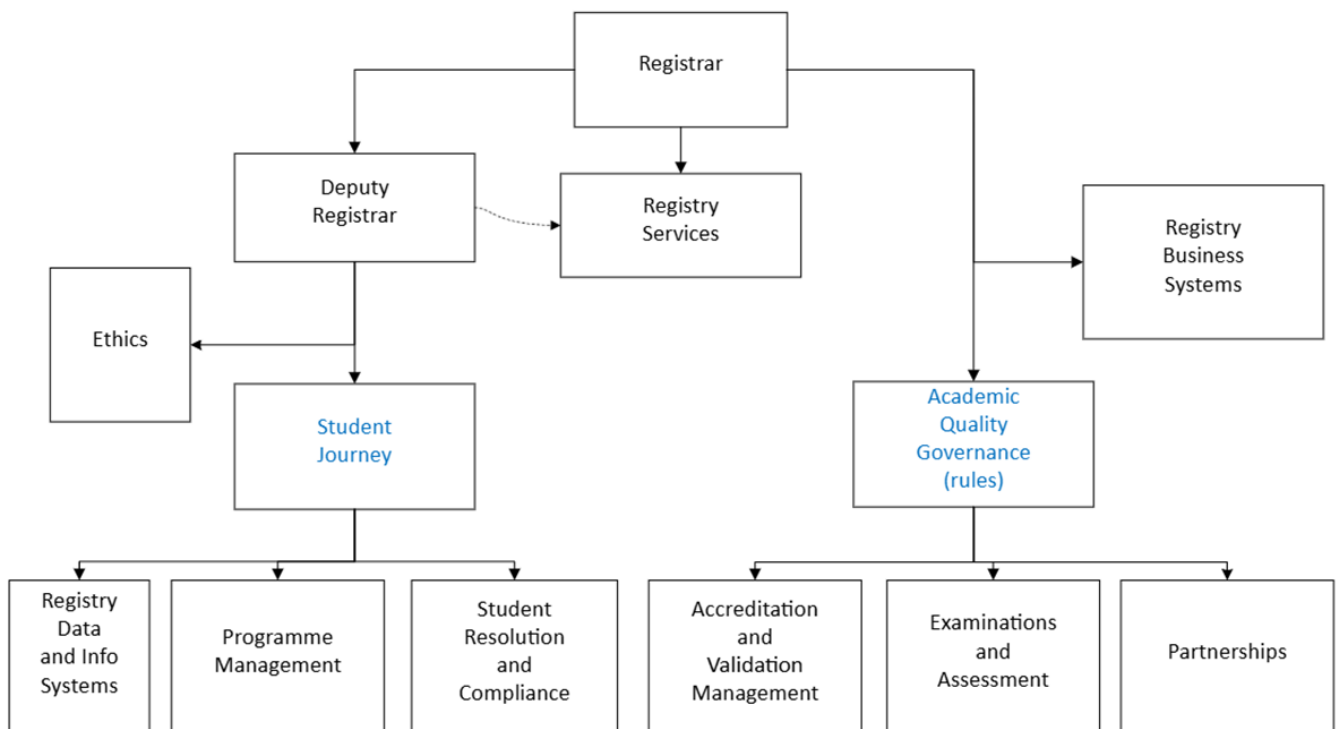 Registrar
Deputy
Registrar
Registry
Services
Registry
Business
Systems
Ethics
Student
Journey
Academic
Quality
Governance
(rules)
Registry
Data
and Info
Systems
Programme
Management
Student
Resolution
and
Compliance
Accreditation
and
Validation
Management
Examinations
and
Assessment
Partnerships